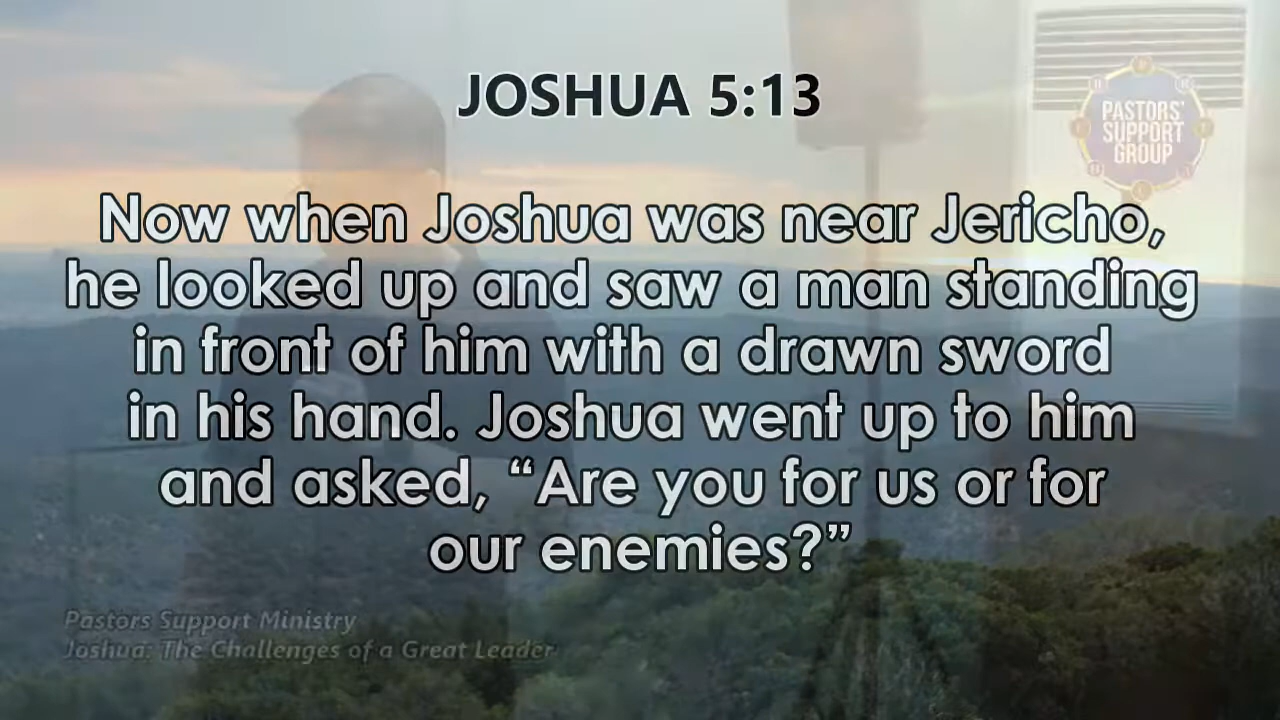 JOSHUA 5:13
PASTORS'
SUPPORT
GROUP
Now when Joshua was near Jericho,
he looked up and saw a man standing
in front of him with a drawn sword
in his hand. Joshua went up to him
and asked, “Are you for us or for
our enemies?”
Pastors Support Ministry
Joshua: The Challenges of a Great Leader